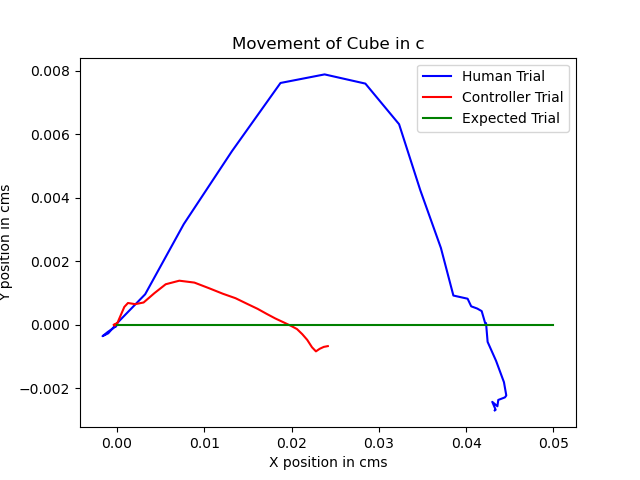 Movement of Cube in c
Human Trial
Controller Trial
Expected Trial
0.008
0.006
0.004
0.002
0.000
−0.002
Y position in cms
0.00 0.01 0.02 0.03 0.04 0.05
X position in cms